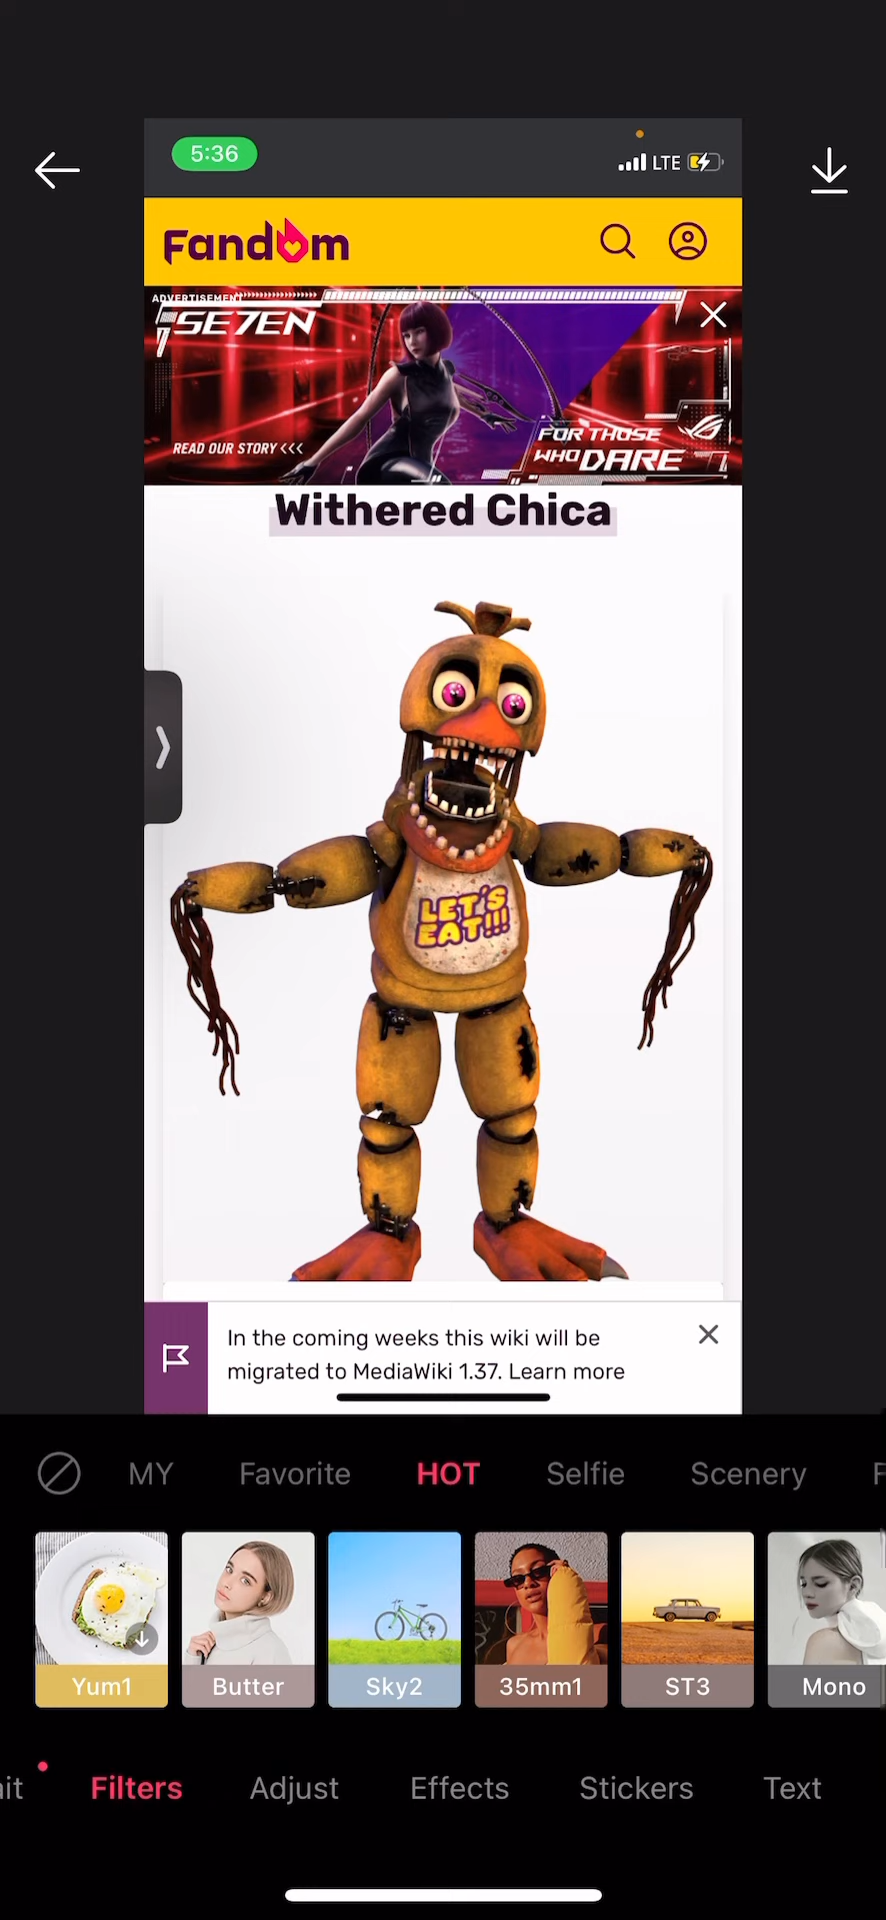 5:36
LTE
Fandom
ADVERTISEMENT
SE7EN
READ OUR STORY <<<
FOR THOSE
WHO DARE
Withered Chica
LET'S
EAT!!!
In the coming weeks this wiki will be
migrated to MediaWiki 1.37. Learn more
MY Favorite HOT Selfie Scenery
Yum1 Butter Sky2 35mm1 ST3 Mono
Filters Adjust Effects Stickers Text